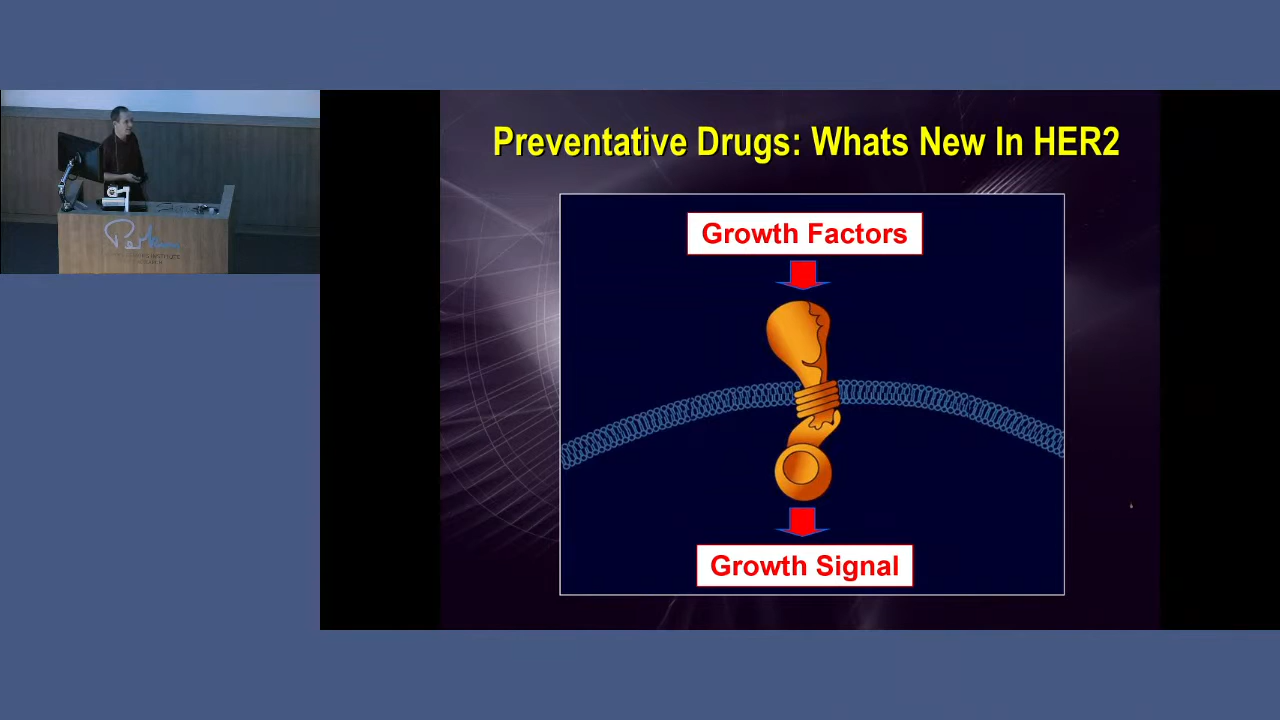 Preventative Drugs: Whats New In HER2
Growth Factors
Growth Signal